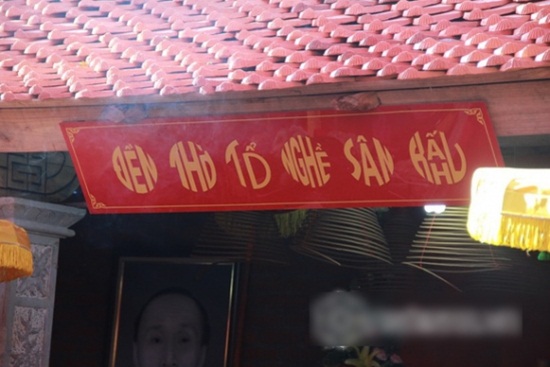 ĐỀN THỜ TỔ NGHỀ SÂN KHẤU